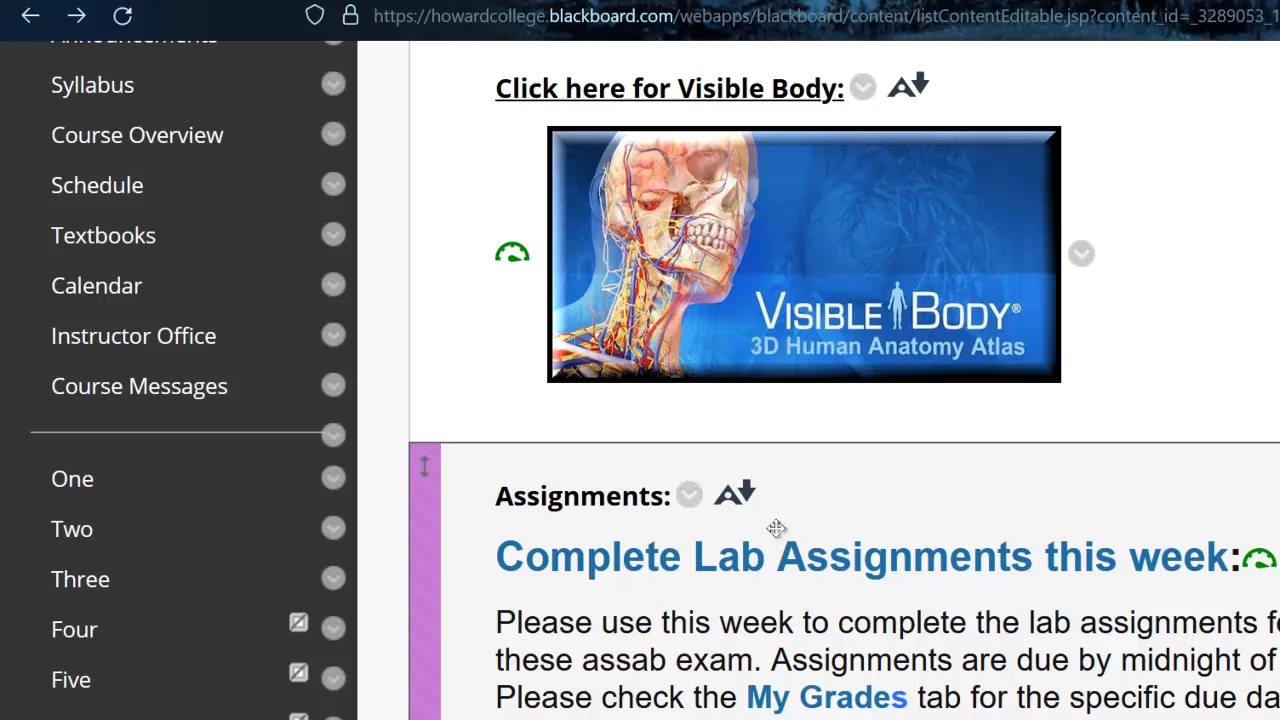 https://howardcollege.blackboard.com/webapps/blackboard/content/listContentEditable.jsp?content_id=_3289053_1
Announcements
Syllabus
Course Overview
Schedule
Textbooks
Calendar
Instructor Office
Course Messages
One
Two
Three
Four
Five
Click here for Visible Body:
VISIBLE BODY®
3D Human Anatomy Atlas
Assignments:
Complete Lab Assignments this week:
Please use this week to complete the lab assignments fo
these assab exam. Assignments are due by midnight of
Please check the My Grades tab for the specific due da